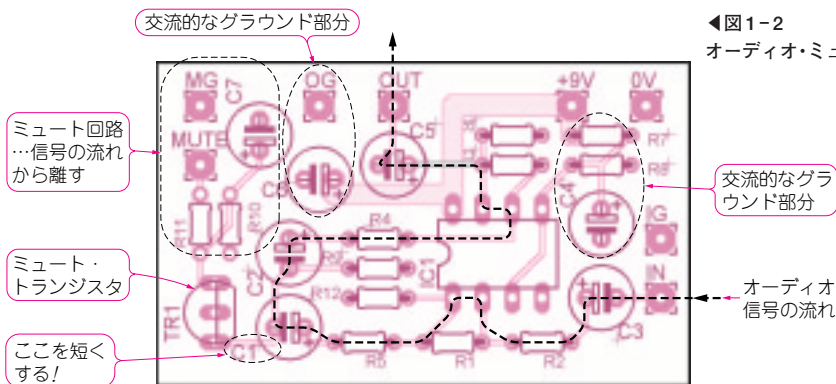 交流的なグラウンド部分
◀図1-2
オーディオ・ミュ
MG
C7
OG
OUT
+9V
0V
ミュート回路
…信号の流れ
から離す
MUTE
C5
R7
R8
C4
交流的なグラ
ウンド部分
R11
R10
R4
IG
IC1
R9
C2
ミュート・
トランジスタ
R12
IN
オーディオ
信号の流れ
TR1
C3
ここを短く
する!
C1
R5
R1
R2